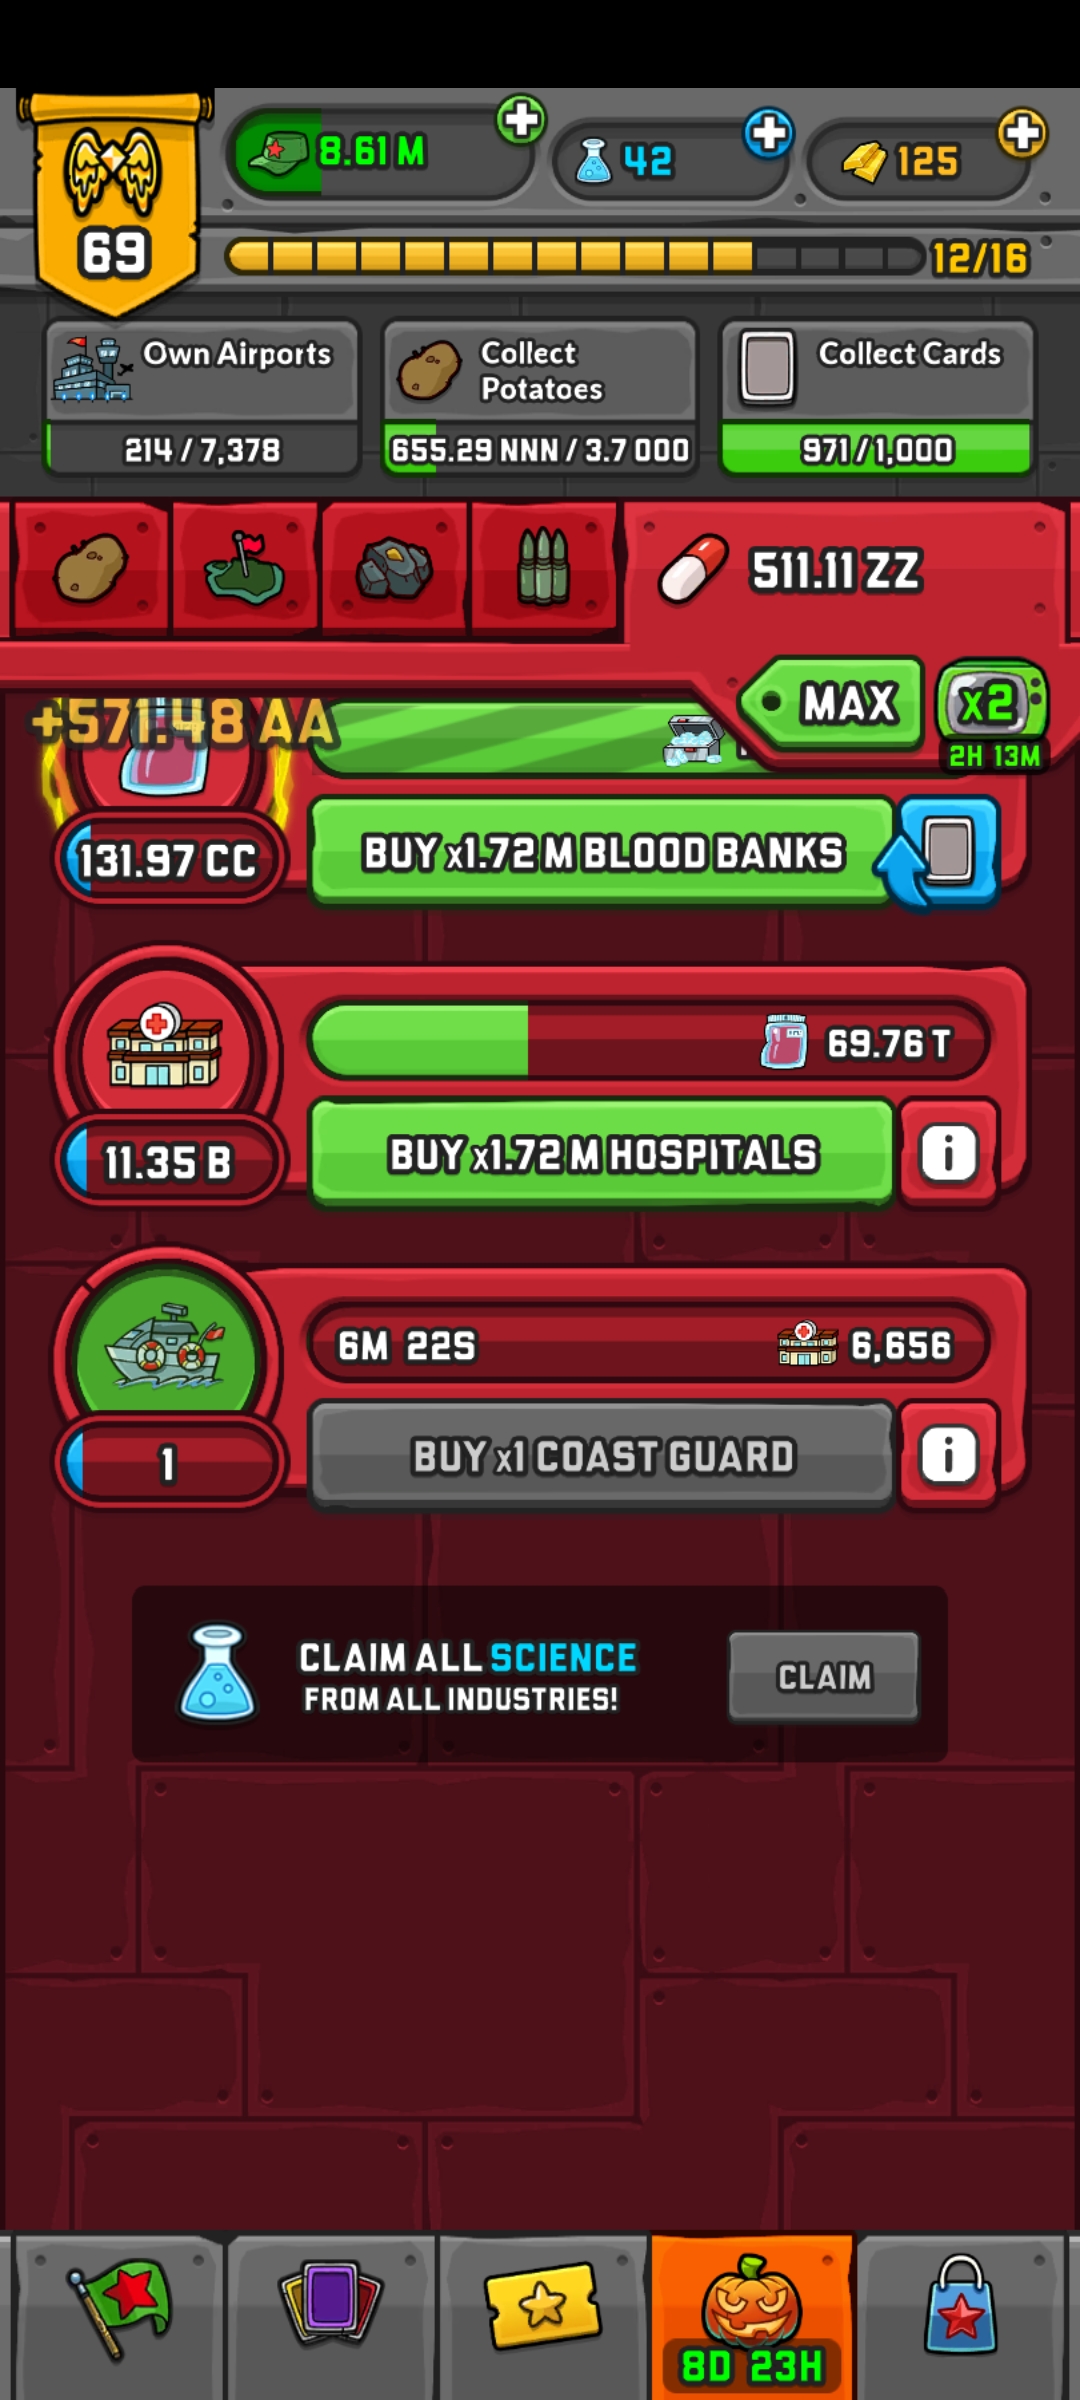 69
8.61 M
42
125
12/16
Own Airports
214 / 7,378
Collect
Potatoes
655.29 NNN / 3.7 OOO
Collect Cards
971 / 1,000
511.11 ZZ
MAX
x2
2H 13M
+571.48 AA
131.97 CC
BUY x1.72 M BLOOD BANKS
69.76 T
11.35 B
BUY x1.72 M HOSPITALS
i
6M 22S
6,656
1
BUY x1 COAST GUARD
i
CLAIM ALL SCIENCE
FROM ALL INDUSTRIES!
CLAIM
8D 23H